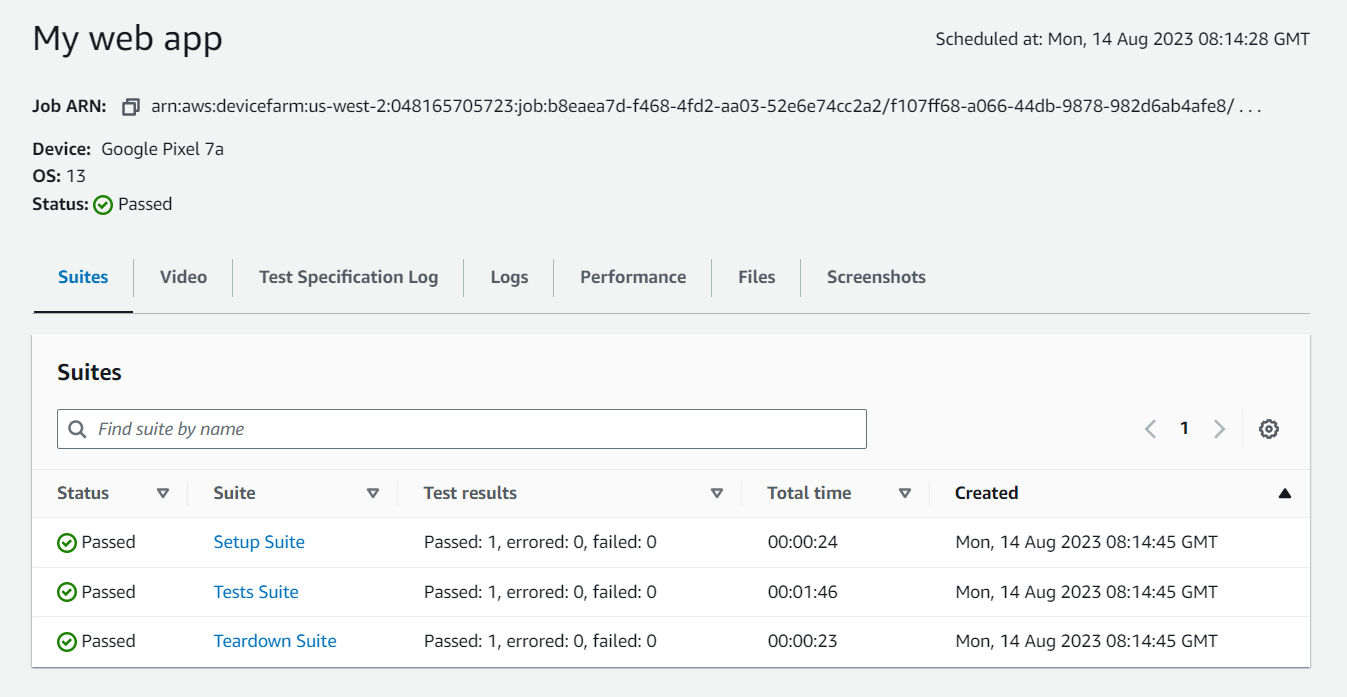 My web app
Scheduled at: Mon, 14 Aug 2023 08:14:28 GMT
Job ARN: arn:aws:devicefarm:us-west-2:048165705723:job:b8eaea7d-f468-4fd2-aa03-52e6e74cc2a2/f107ff68-a066-44db-9878-982d6ab4afe8/ . . .
Device: Google Pixel 7a
OS: 13
Status: Passed
Suites Video Test Specification Log Logs Performance Files Screenshots
Suites
Find suite by name 1
Status Suite Test results Total time Created
Passed Setup Suite Passed: 1, errored: 0, failed: 0 00:00:24 Mon, 14 Aug 2023 08:14:45 GMT
Passed Tests Suite Passed: 1, errored: 0, failed: 0 00:01:46 Mon, 14 Aug 2023 08:14:45 GMT
Passed Teardown Suite Passed: 1, errored: 0, failed: 0 00:00:23 Mon, 14 Aug 2023 08:14:45 GMT